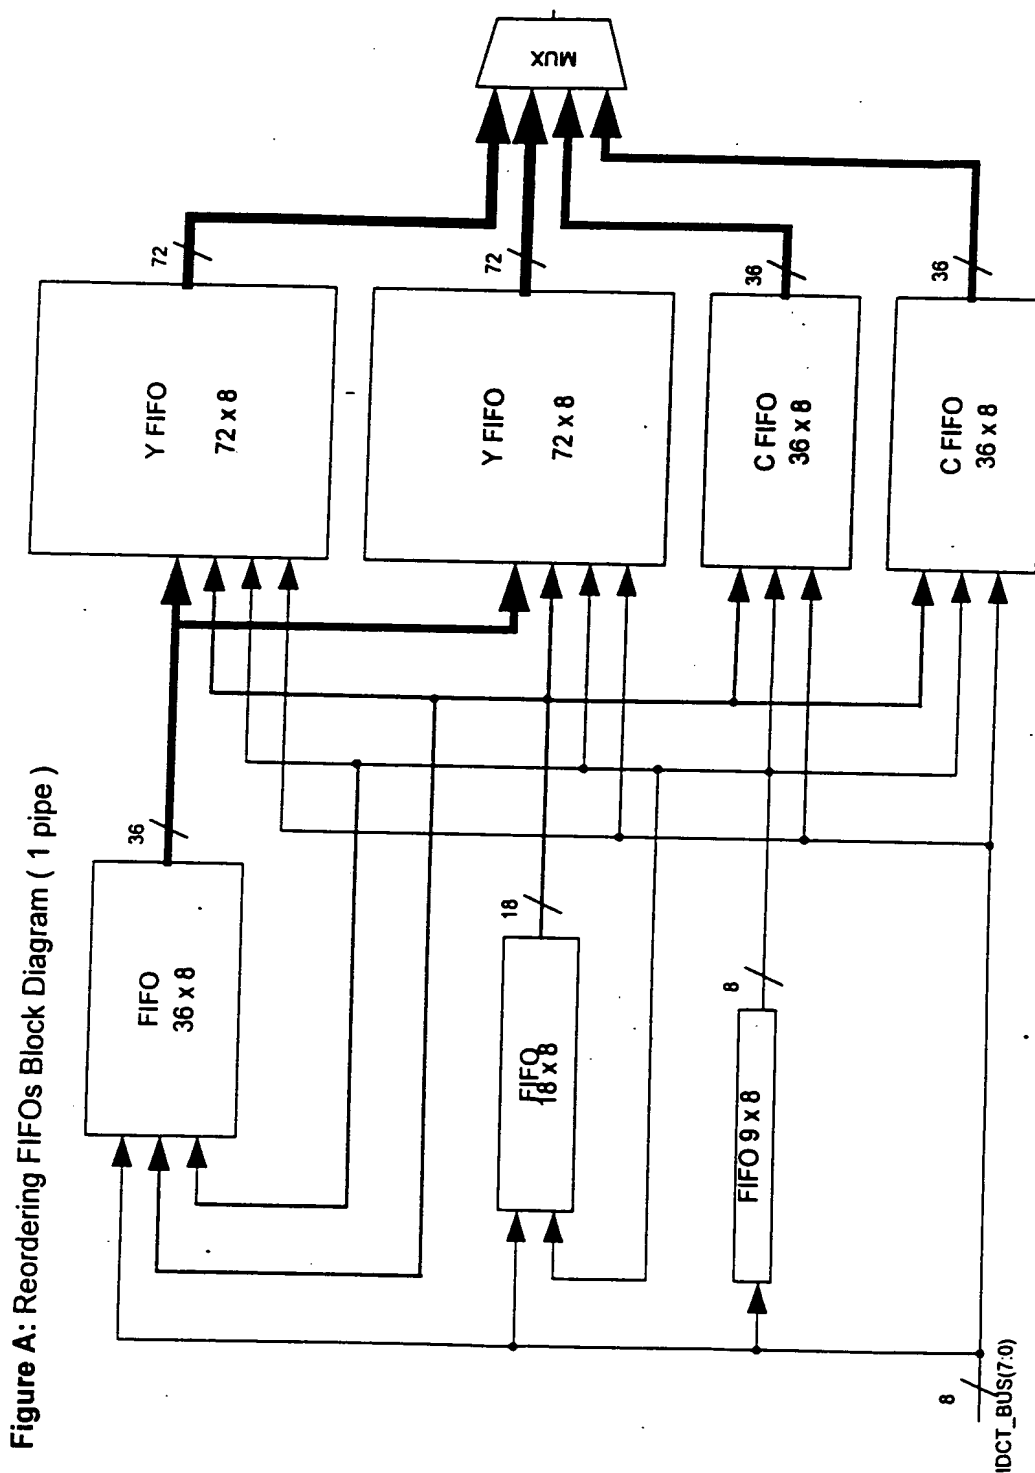 Figure A: Reordering FIFOs Block Diagram ( 1 pipe )
IDCT_BUS(7:0)
8
FIFO
36 x 8
36
FIFO
18 x 8
18
FIFO 9 x 8
8
Y FIFO
72 x 8
72
Y FIFO
72 x 8
72
C FIFO
36 x 8
36
C FIFO
36 x 8
36
MUX